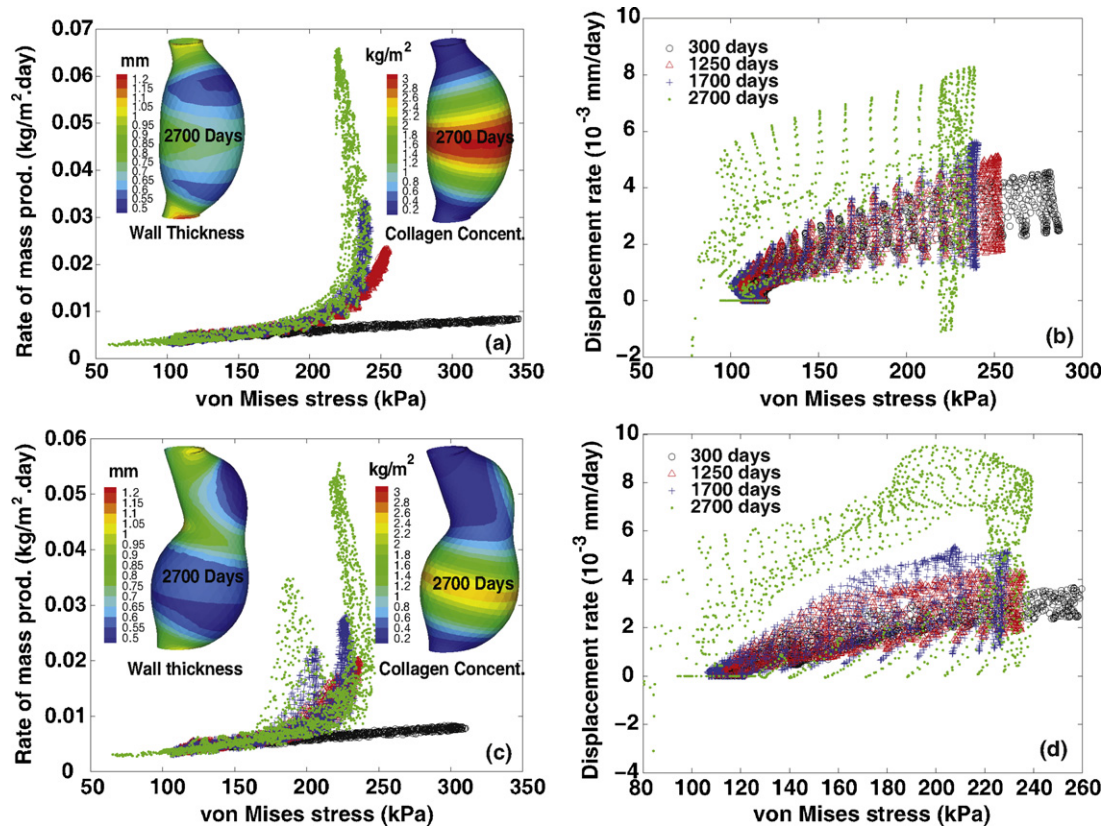 (a)
Rate of mass prod. (kg/m².day)
0.07
0.06
0.05
0.04
0.03
0.02
0.01
0
50 100 150 200 250 300 350
von Mises stress (kPa)
mm
1.2
1.1
1.05
1
0.95
0.9
0.85
0.8
0.75
0.7
0.65
0.6
0.55
0.5
2700 Days
Wall Thickness
kg/m²
3
2.8
2.6
2.4
2.2
2
1.8
1.6
1.4
1.2
1
0.8
0.6
0.4
0.2
2700 Days
Collagen Concent.
(b)
Displacement rate (10⁻³ mm/day)
10
8
6
4
2
0
−2
100 150 200 250 300
von Mises stress (kPa)
300 days
1250 days
1700 days
2700 days
(c)
Rate of mass prod. (kg/m².day)
0.06
0.05
0.04
0.03
0.02
0.01
0
50 100 150 200 250 300 350
von Mises stress (kPa)
mm
1.2
1.1
1.05
1
0.95
0.9
0.85
0.8
0.75
0.7
0.65
0.6
0.55
0.5
2700 Days
Wall thickness
kg/m²
3
2.8
2.6
2.4
2.2
2
1.8
1.6
1.4
1.2
1
0.8
0.6
0.4
0.2
2700 Days
Collagen Concent.
(d)
Displacement rate (10⁻³ mm/day)
10
8
6
4
2
0
−2
−4
80 100 120 140 160 180 200 220 240 260
von Mises stress (kPa)
300 days
1250 days
1700 days
2700 days